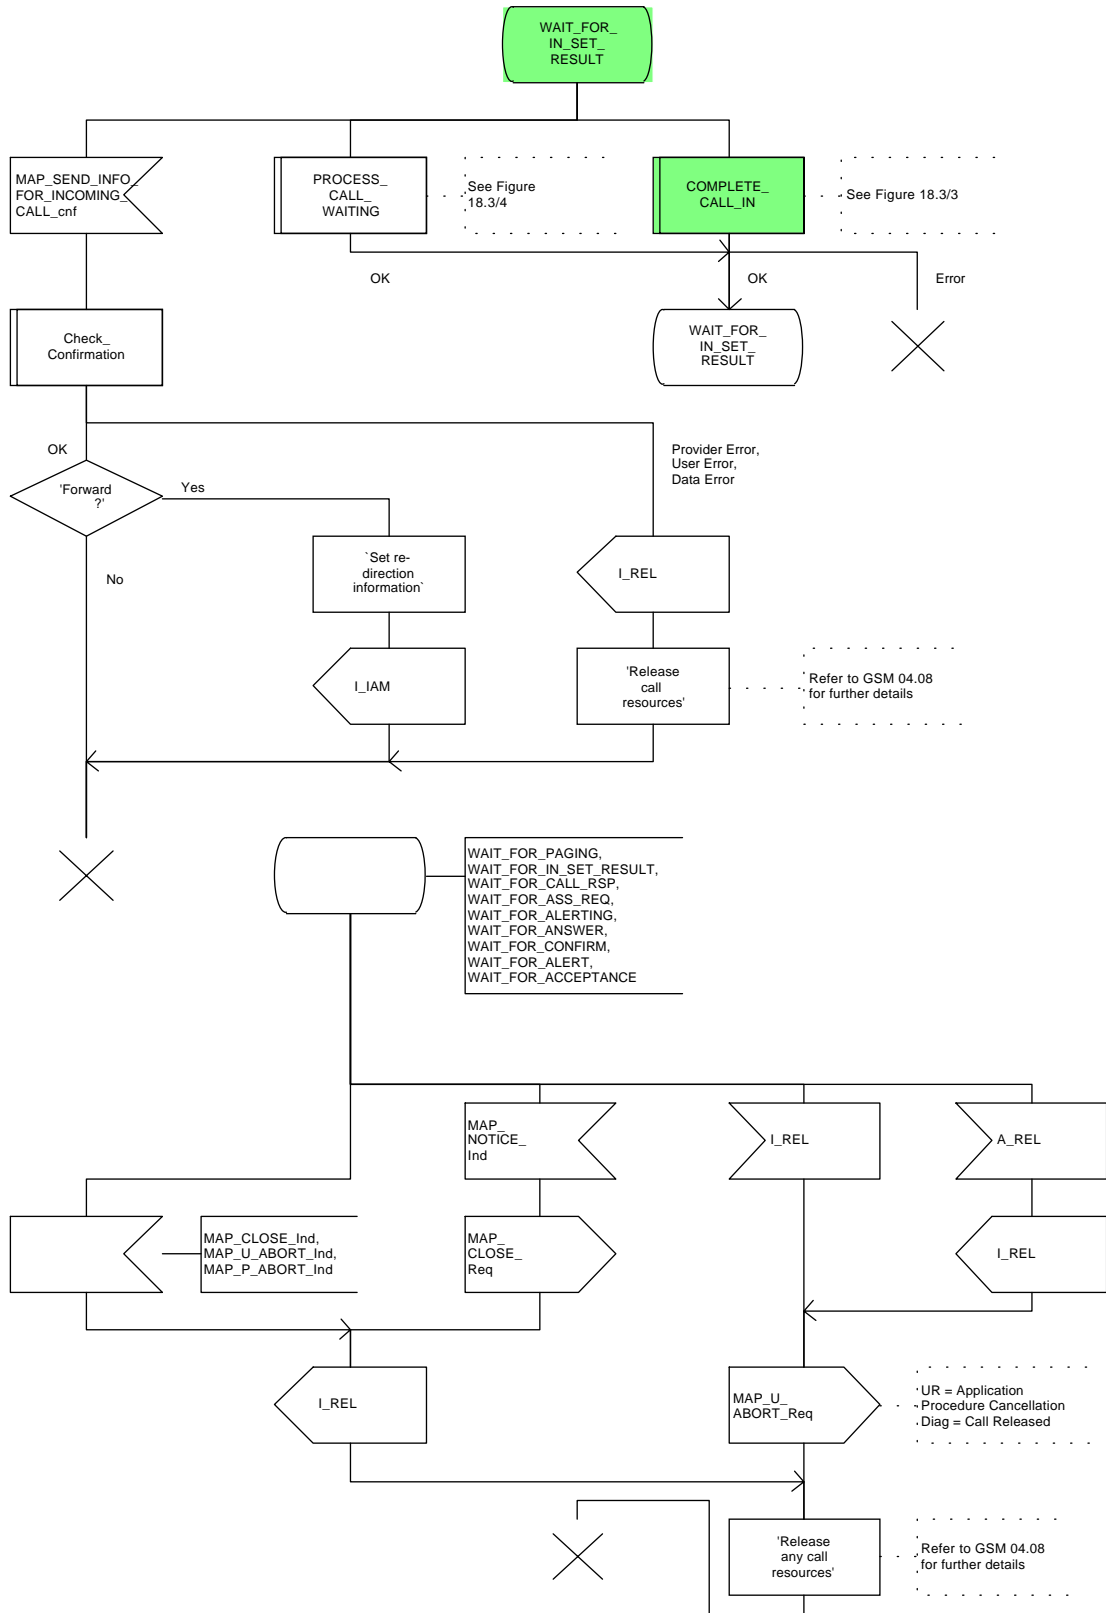 WAIT_FOR_
IN_SET_
RESULT
MAP_SEND_INFO_
FOR_INCOMING_
CALL_cnf
PROCESS_
CALL_
WAITING
See Figure
18.3/4
COMPLETE_
CALL_IN
See Figure 18.3/3
OK
OK
Error
Check_
Confirmation
WAIT_FOR_
IN_SET_
RESULT
OK
Provider Error,
User Error,
Data Error
'Forward
?'
Yes
No
`Set re-
direction
information`
I_REL
I_IAM
'Release
call
resources'
Refer to GSM 04.08
for further details
WAIT_FOR_PAGING,
WAIT_FOR_IN_SET_RESULT,
WAIT_FOR_CALL_RSP,
WAIT_FOR_ASS_REQ,
WAIT_FOR_ALERTING,
WAIT_FOR_ANSWER,
WAIT_FOR_CONFIRM,
WAIT_FOR_ALERT,
WAIT_FOR_ACCEPTANCE
MAP_
NOTICE_
Ind
I_REL
A_REL
MAP_CLOSE_Ind,
MAP_U_ABORT_Ind,
MAP_P_ABORT_Ind
MAP_
CLOSE_
Req
I_REL
I_REL
MAP_U_
ABORT_Req
UR = Application
Procedure Cancellation
Diag = Call Released
'Release
any call
resources'
Refer to GSM 04.08
for further details